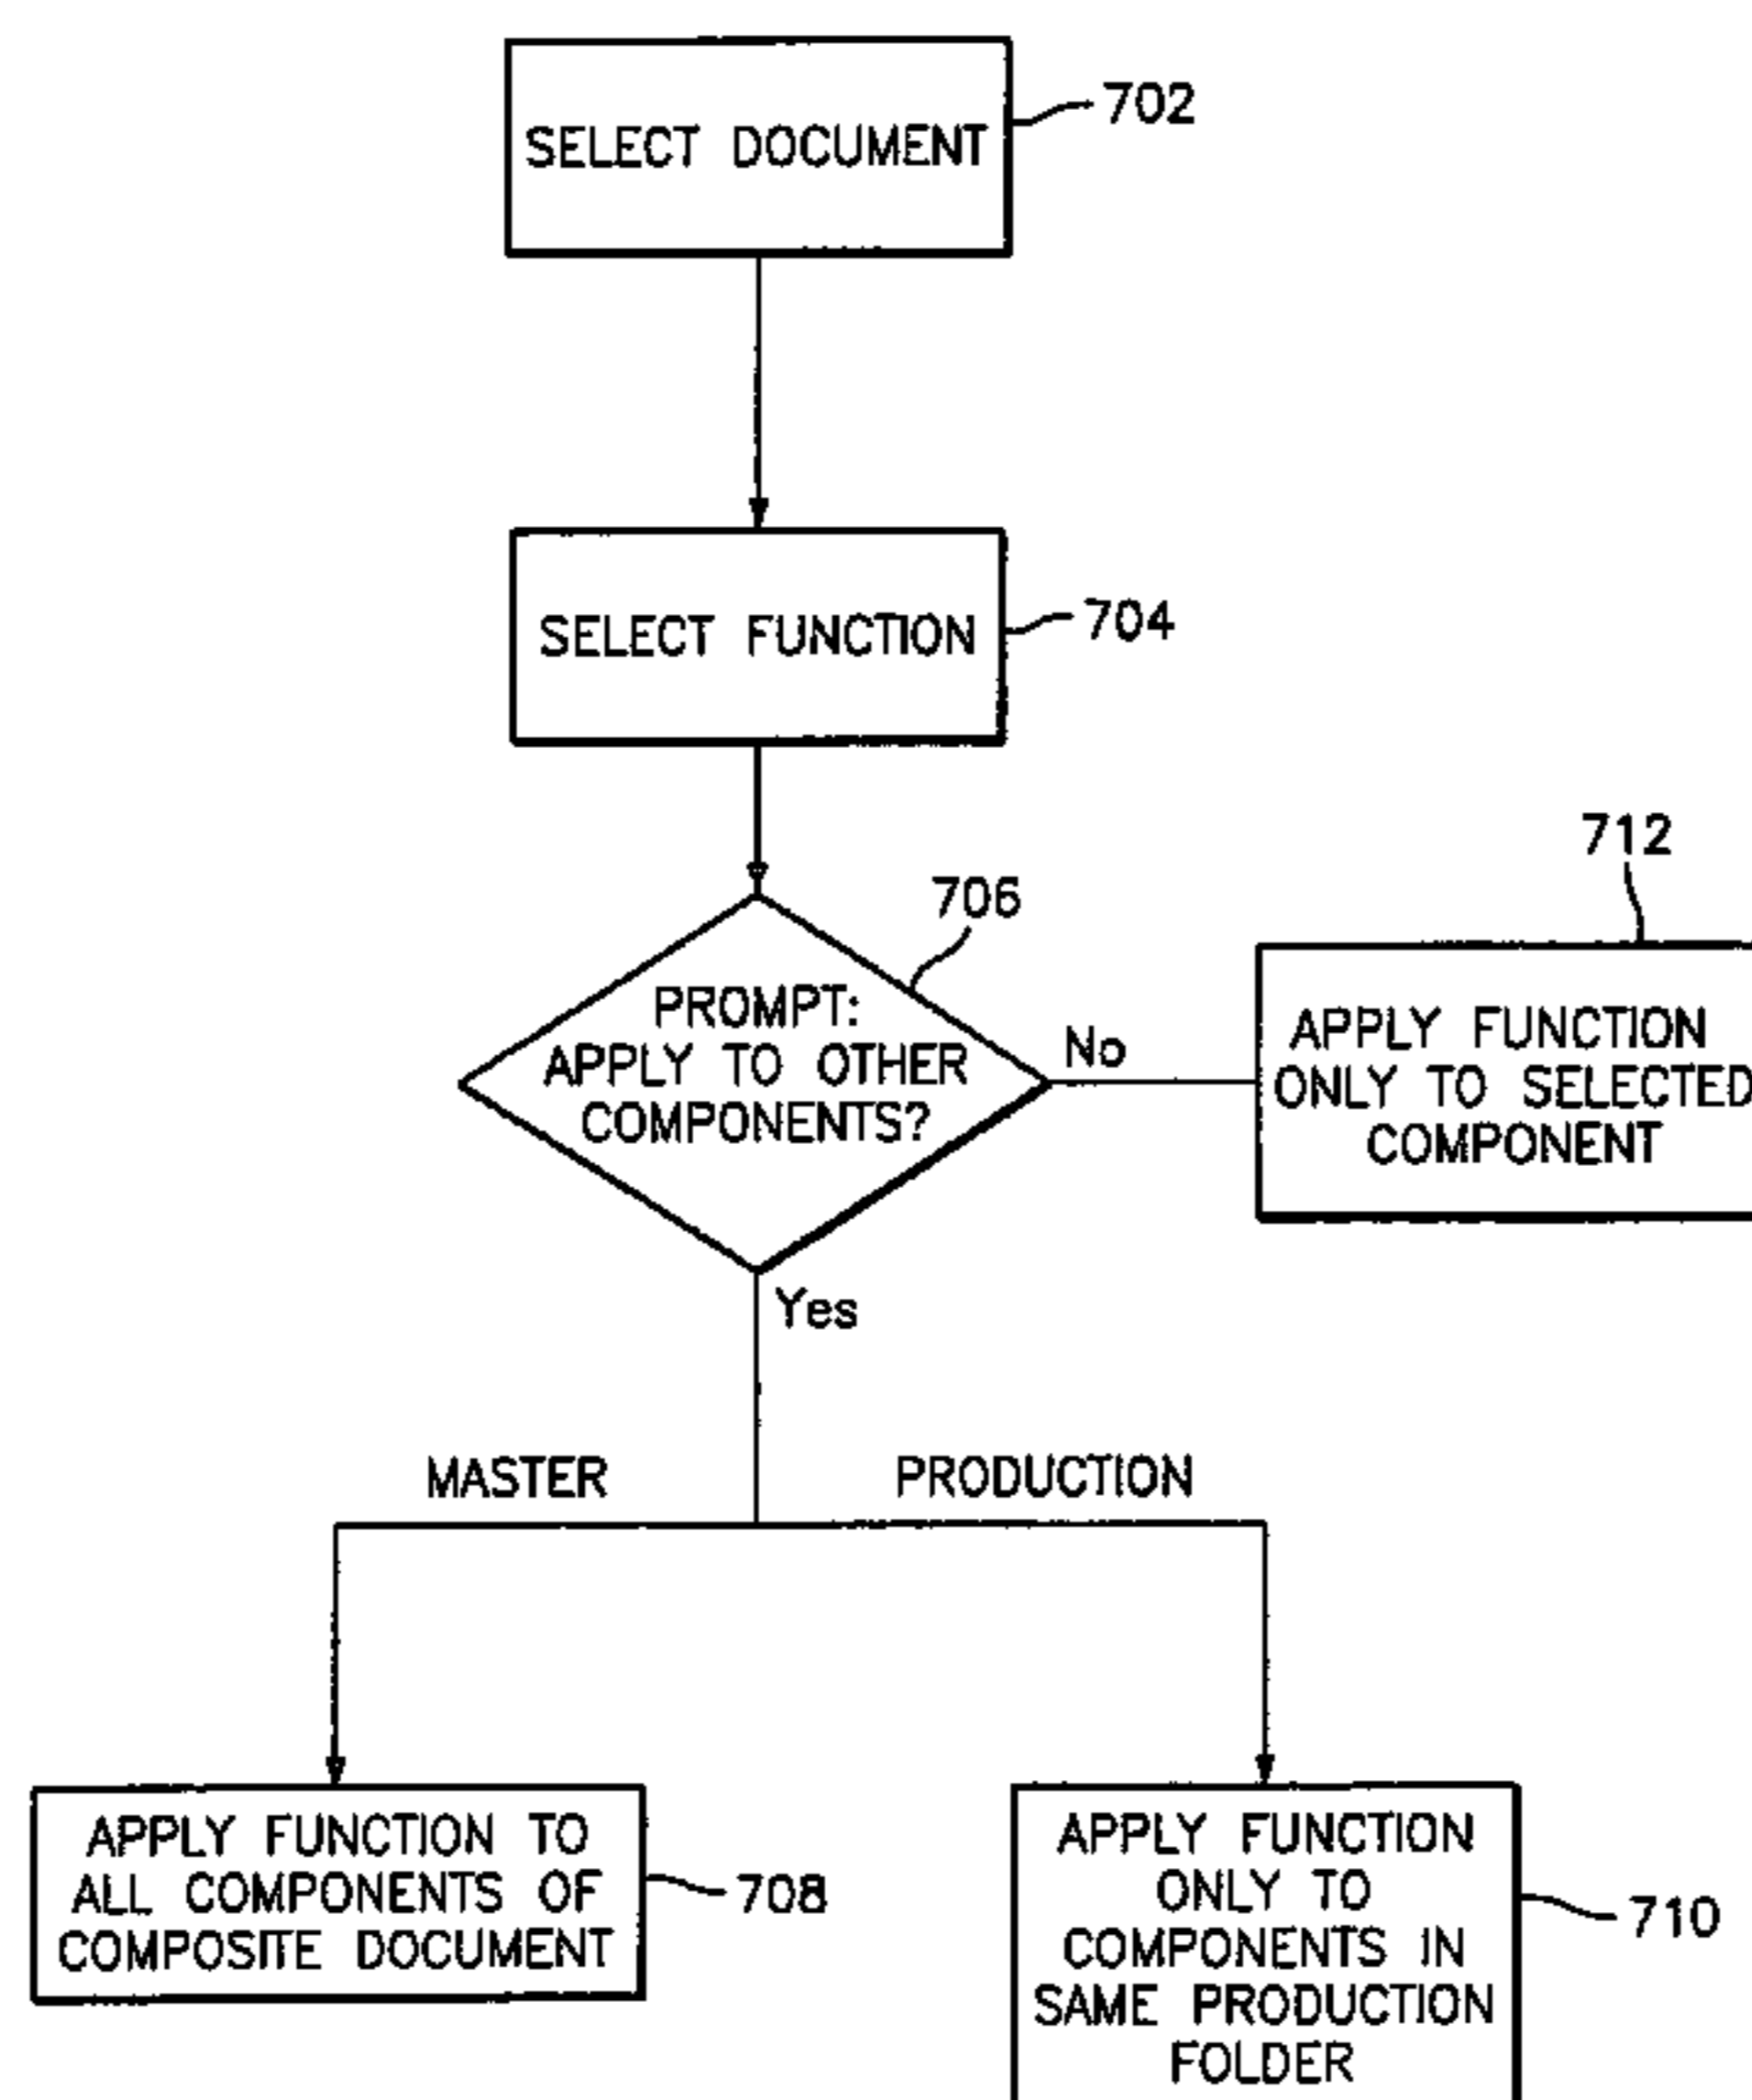 702
SELECT DOCUMENT
704
SELECT FUNCTION
706
PROMPT:
APPLY TO OTHER
COMPONENTS?
No
712
APPLY FUNCTION
ONLY TO SELECTED
COMPONENT
Yes
MASTER
PRODUCTION
APPLY FUNCTION TO
ALL COMPONENTS OF
COMPOSITE DOCUMENT
708
APPLY FUNCTION
ONLY TO
COMPONENTS IN
SAME PRODUCTION
FOLDER
710